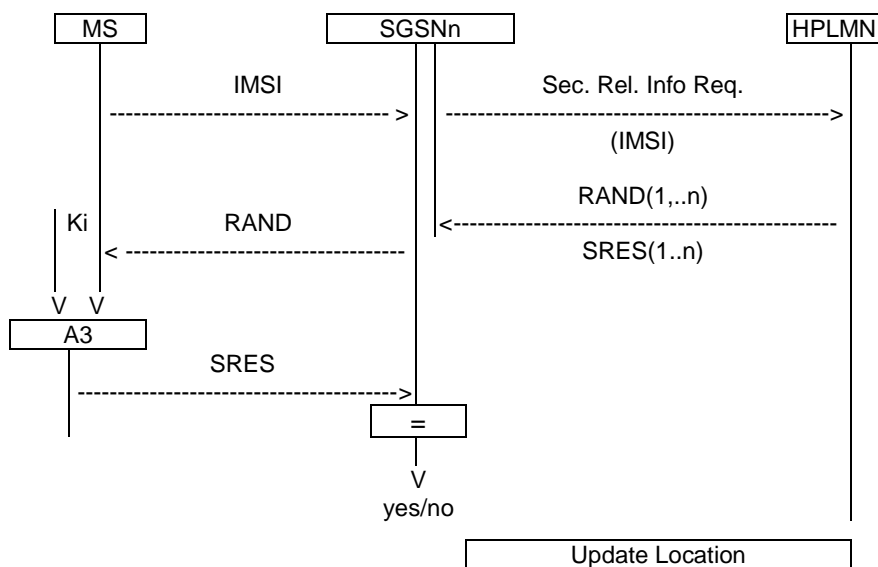 MS SGSNn HPLMN
IMSI Sec. Rel. Info Req.
---------------------------------- > ---------------------------------------------------->
(IMSI)
RAND(1,..n)
Ki RAND <----------------------------------------------------
< ----------------------------------- SRES(1..n)
V V
A3
SRES
----------------------------------------->
=
V
yes/no
Update Location